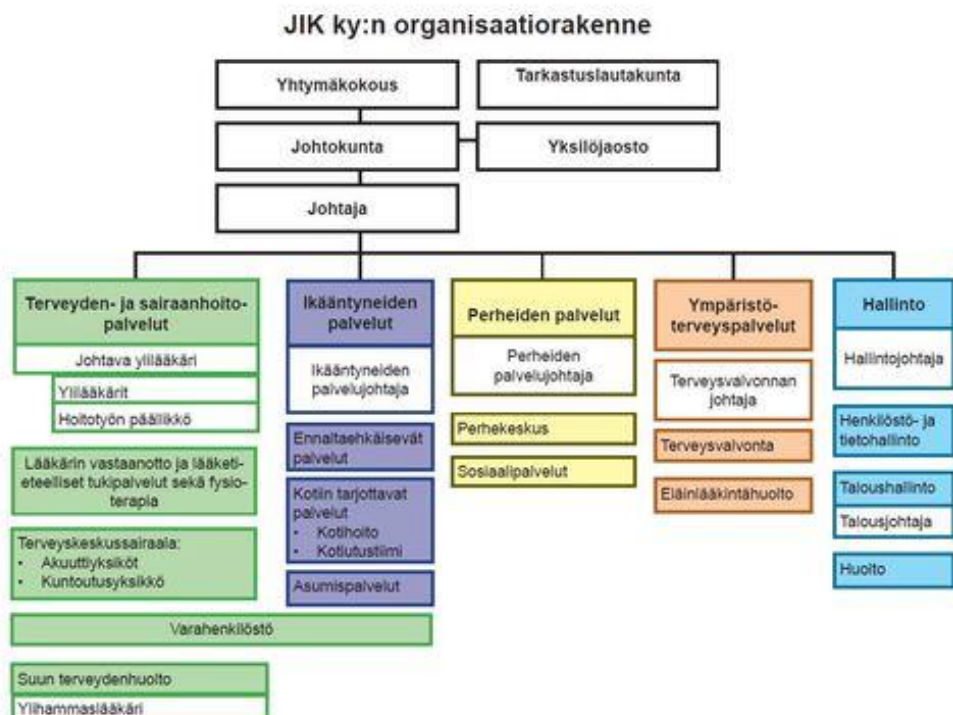 JIK ky:n organisaatiorakenne
Yhtymäkokous
Tarkastuslautakunta
Johtokunta
Yksilöjaosto
Johtaja
Terveyden- ja sairaanhoito-
palvelut
Johtava ylilääkäri
Ylilääkärit
Hoitotyön päällikkö
Lääkärin vastaanotto ja lääketi-
eteelliset tukipalvelut sekä fysio-
terapia
Terveyskeskussairaala:
• Akuuttiyksiköt
• Kuntoutusyksikkö
Varahenkilöstö
Suun terveydenhuolto
Ylihammaslääkäri
Ikääntyneiden
palvelut
Ikääntyneiden
palvelujohtaja
Ennaltaehkäisevät
palvelut
Kotiin tarjottavat
palvelut
• Kotihoito
• Kotiutustiimi
Asumispalvelut
Perheiden palvelut
Perheiden
palvelujohtaja
Perhekeskus
Sosiaalipalvelut
Ympäristö-
terveyspalvelut
Terveysvalvonnan
johtaja
Terveysvalvonta
Eläinlääkintähuolto
Hallinto
Hallintojohtaja
Henkilöstö- ja
tietohallinto
Taloushallinto
Talousjohtaja
Huolto